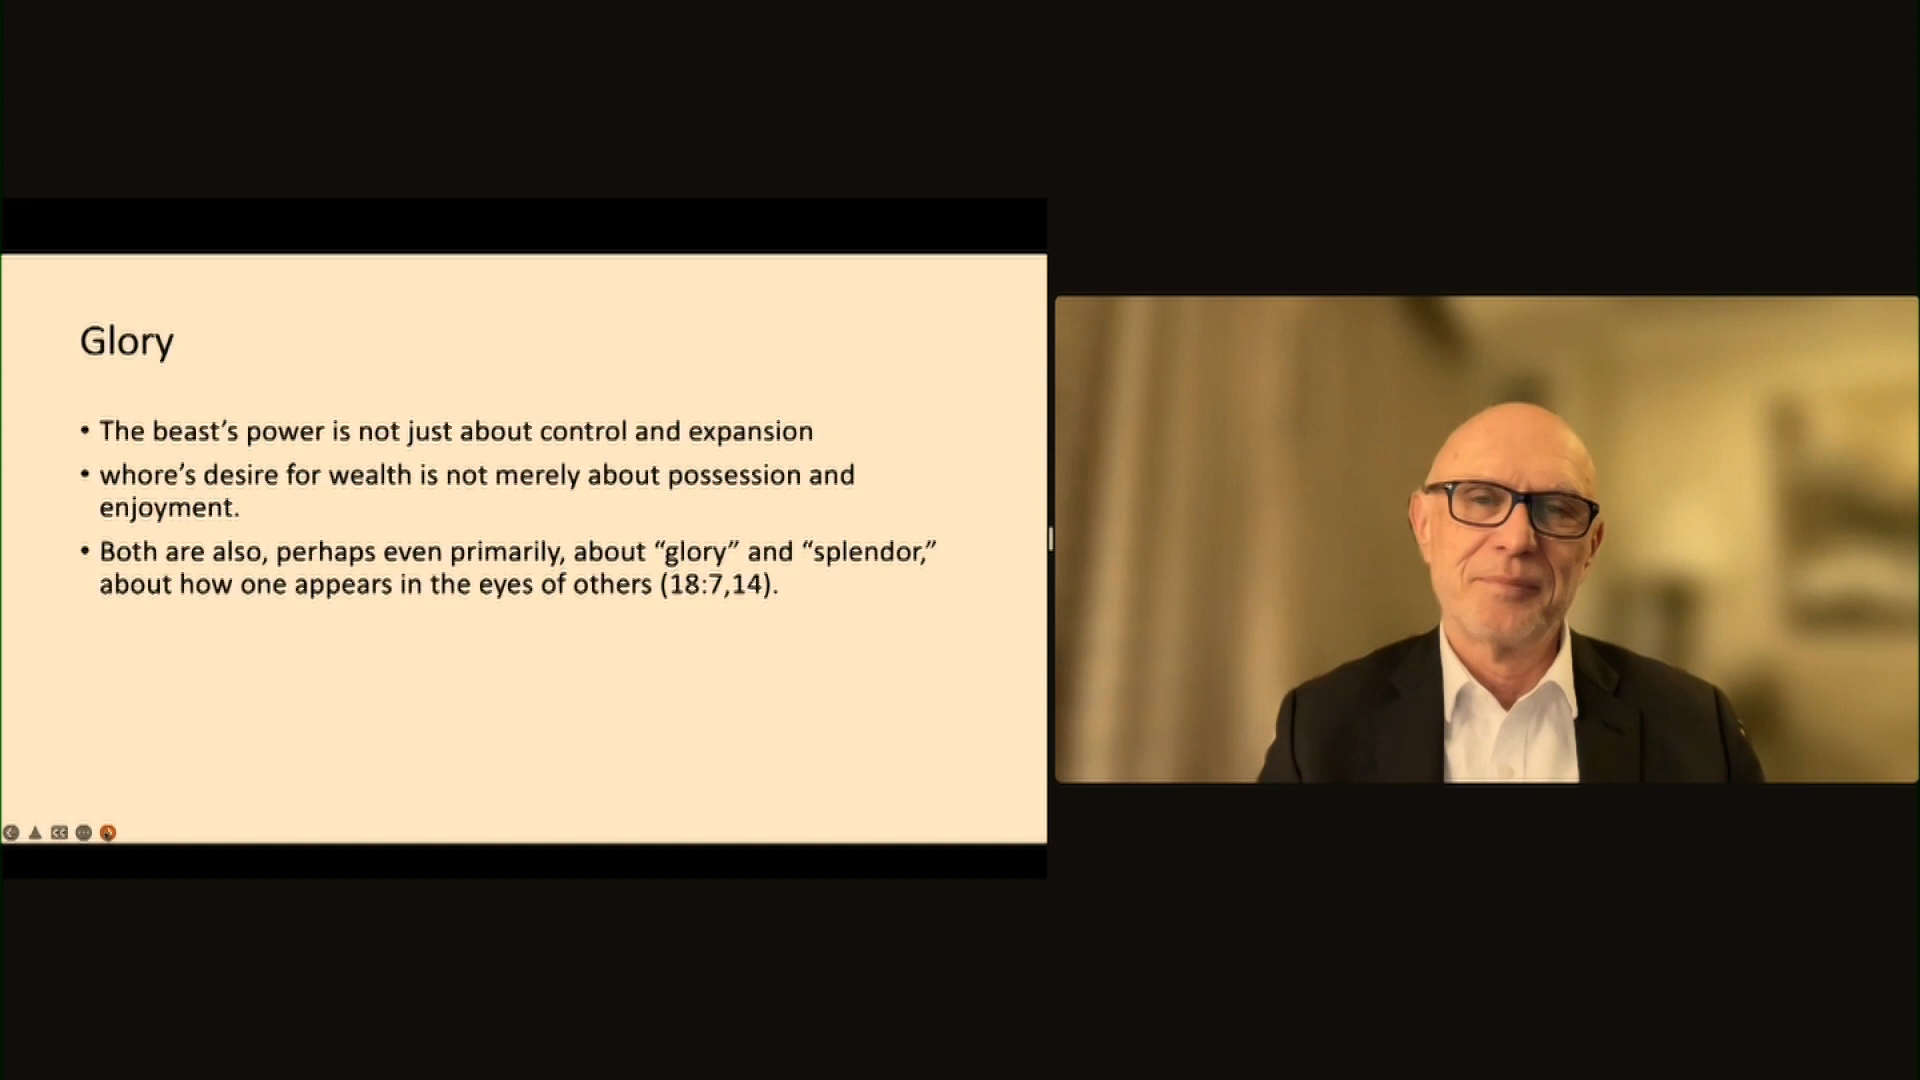 Glory
• The beast’s power is not just about control and expansion
• whore’s desire for wealth is not merely about possession and
enjoyment.
• Both are also, perhaps even primarily, about “glory” and “splendor,”
about how one appears in the eyes of others (18:7,14).
CC